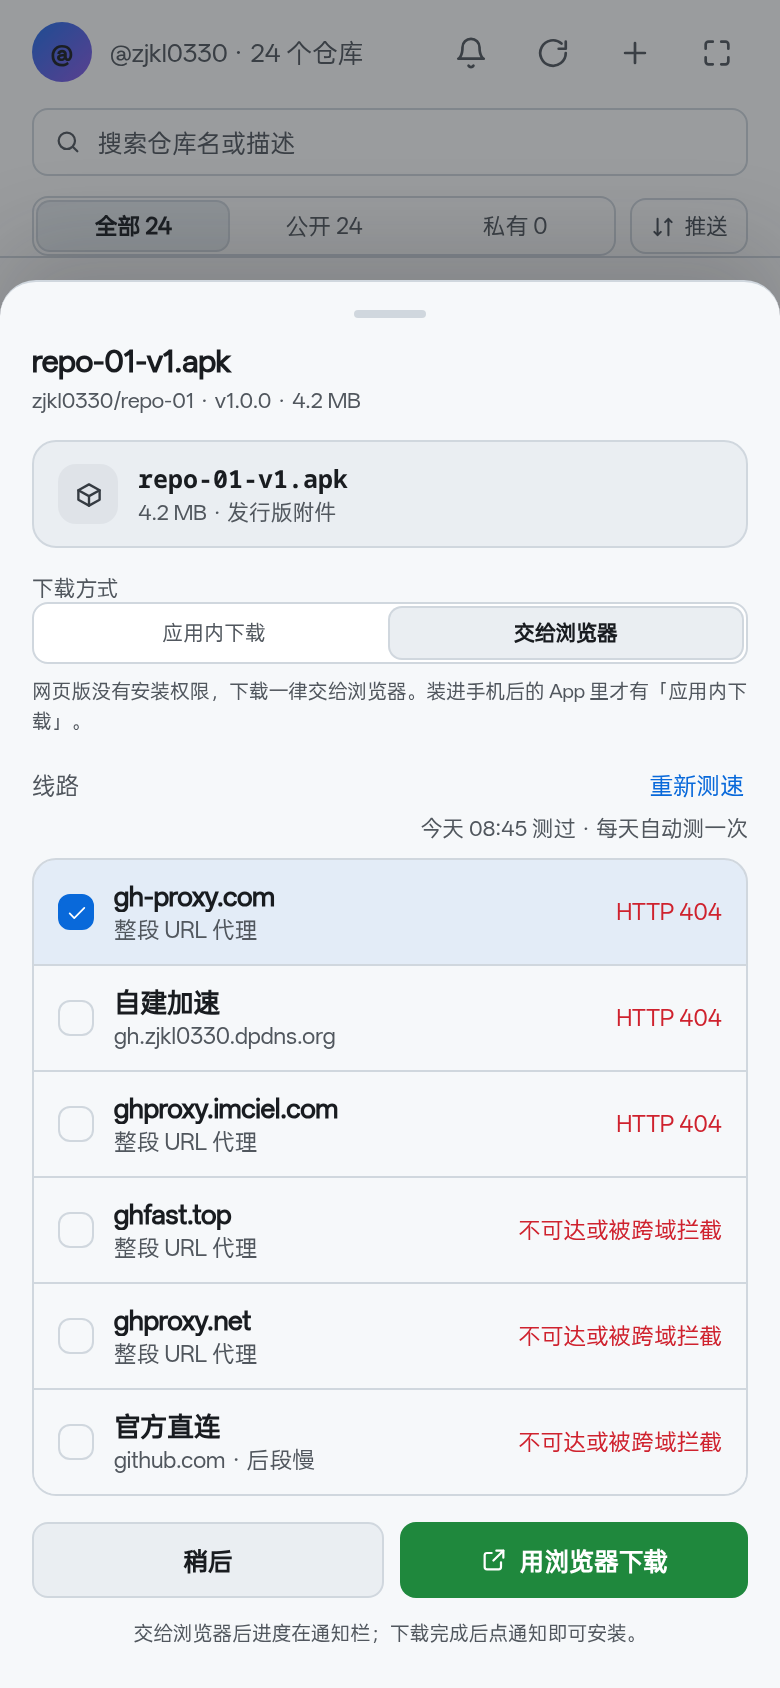 @
@zjkl0330 · 24 个仓库
搜索仓库名或描述
全部 24
公开 24
私有 0
推送
repo-01-v1.apk
zjkl0330/repo-01 · v1.0.0 · 4.2 MB
repo-01-v1.apk
4.2 MB · 发行版附件
下载方式
应用内下载
交给浏览器
网页版没有安装权限，下载一律交给浏览器。装进手机后的 App 里才有「应用内下
载」。
线路
重新测速
今天 08:45 测过 · 每天自动测一次
gh-proxy.com
整段 URL 代理
HTTP 404
自建加速
gh.zjkl0330.dpdns.org
HTTP 404
ghproxy.imciel.com
整段 URL 代理
HTTP 404
ghfast.top
整段 URL 代理
不可达或被跨域拦截
ghproxy.net
整段 URL 代理
不可达或被跨域拦截
官方直连
github.com · 后段慢
不可达或被跨域拦截
稍后
用浏览器下载
交给浏览器后进度在通知栏；下载完成后点通知即可安装。